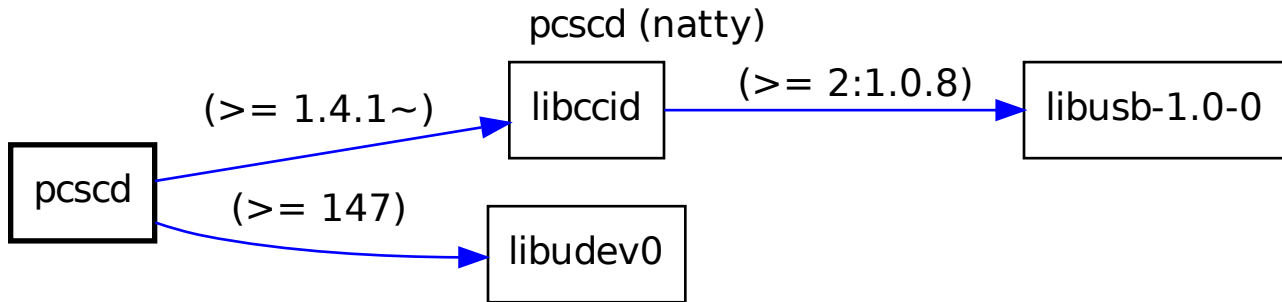 pcscd (natty)
(>= 1.4.1~)
libccid
(>= 2:1.0.8)
libusb-1.0-0
pcscd
(>= 147)
libudev0